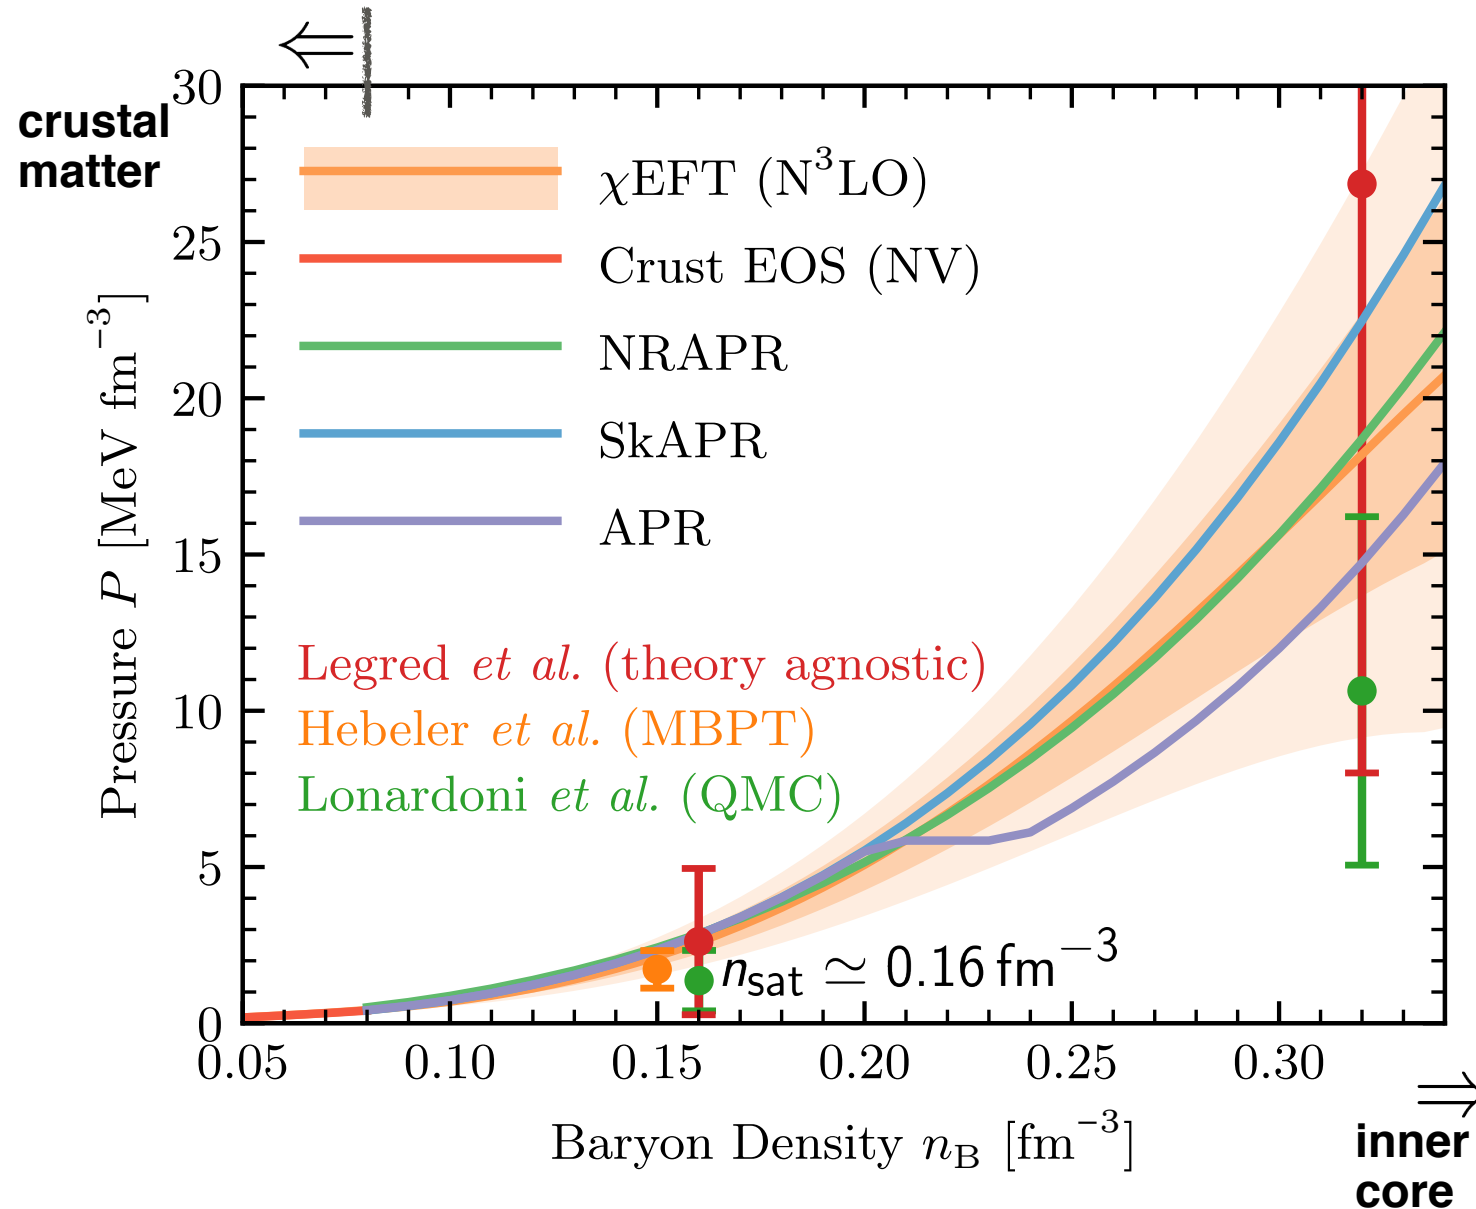 ⇐
crustal
matter
30
25
20
15
10
5
0
Pressure P [MeV fm⁻³]
χEFT (N³LO)
Crust EOS (NV)
NRAPR
SkAPR
APR
Legred et al. (theory agnostic)
Hebeler et al. (MBPT)
Lonardoni et al. (QMC)
n_sat ≃ 0.16 fm⁻³
0.05 0.10 0.15 0.20 0.25 0.30
Baryon Density n_B [fm⁻³]
⇒
inner
core